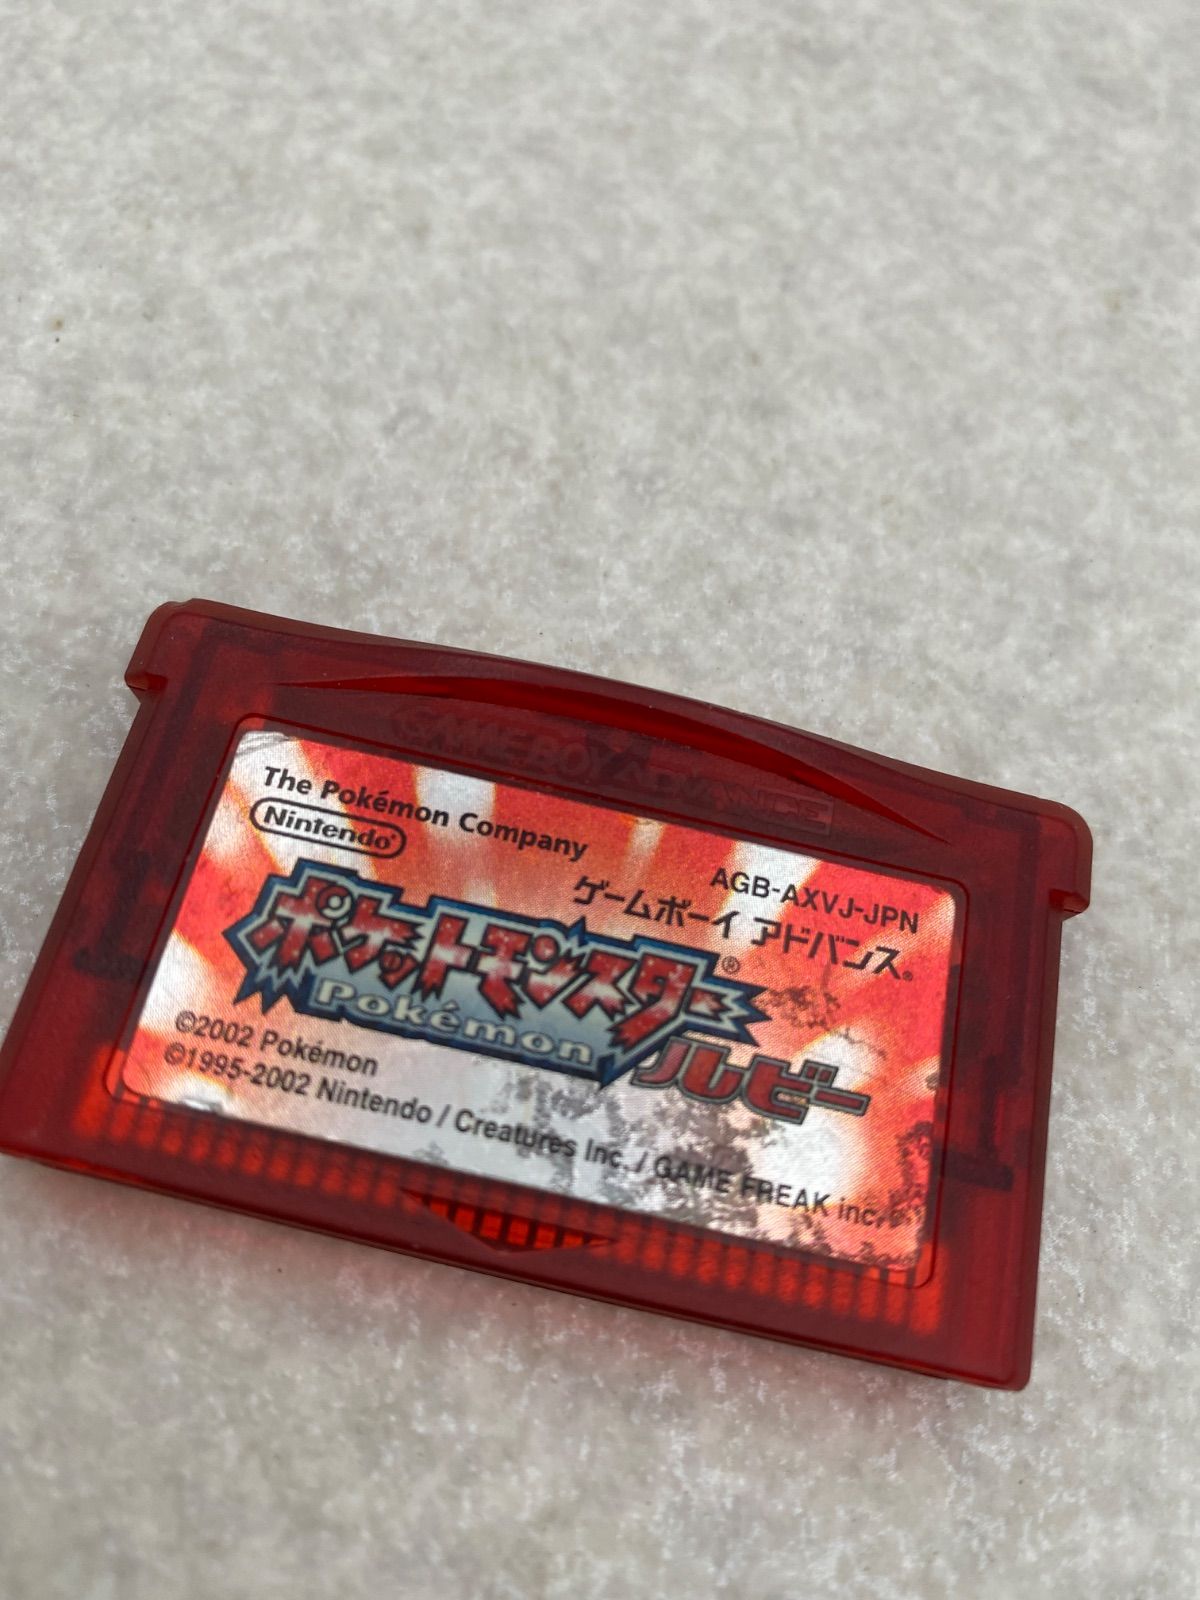 GAME BOY ADVANCE
The Pokémon Company
Nintendo®
AGB-AXVJ-JPN
ゲームボーイ アドバンス®
ポケットモンスター®
Pokémon
ルビー
©2002 Pokémon
©1995-2002 Nintendo / Creatures Inc. / GAME FREAK inc.